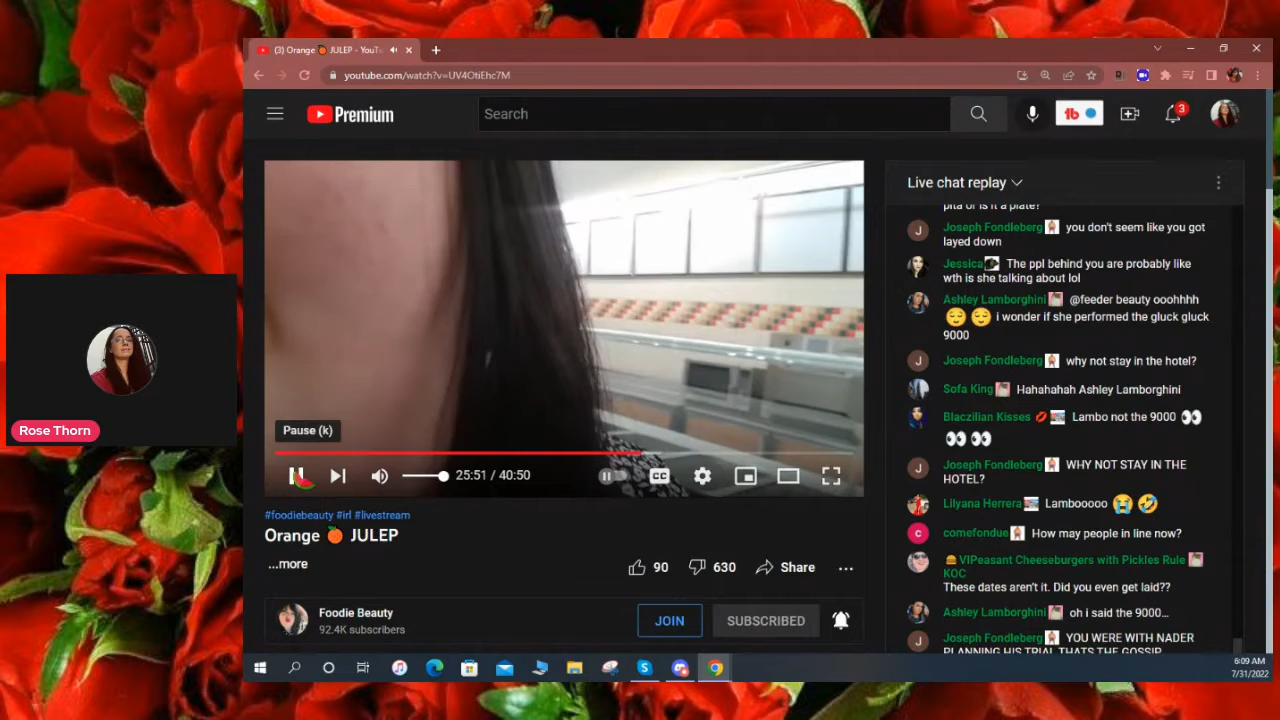 (3) Orange 🍊 JULEP - YouTu
youtube.com/watch?v=UV4OtiEhc7M
Premium
Search
3
Live chat replay
pita or is it a plate?
Joseph Fondleberg you don't seem like you got
layed down
Jessica The ppl behind you are probably like
wth is she talking about lol
Ashley Lamborghini @feeder beauty ooohhhh
😌 😌 i wonder if she performed the gluck gluck
9000
Joseph Fondleberg why not stay in the hotel?
Sofa King Hahahahah Ashley Lamborghini
Blaczilian Kisses 💋 Lambo not the 9000 👀
👀 👀
Joseph Fondleberg WHY NOT STAY IN THE
HOTEL?
Lilyana Herrera Lambooooo 😭 🤣
comefondue How may people in line now?
🍔VIPeasant Cheeseburgers with Pickles Rule
KOC
These dates aren't it. Did you even get laid??
Ashley Lamborghini oh i said the 9000...
Joseph Fondleberg YOU WERE WITH NADER
PLANNING HIS TRIAL THATS THE GOSSIP
Rose Thorn
Pause (k)
25:51 / 40:50
CC
#foodiebeauty #irl #livestream
Orange 🍊 JULEP
...more
90
630
Share
Foodie Beauty
92.4K subscribers
JOIN
SUBSCRIBED
6:09 AM
7/31/2022